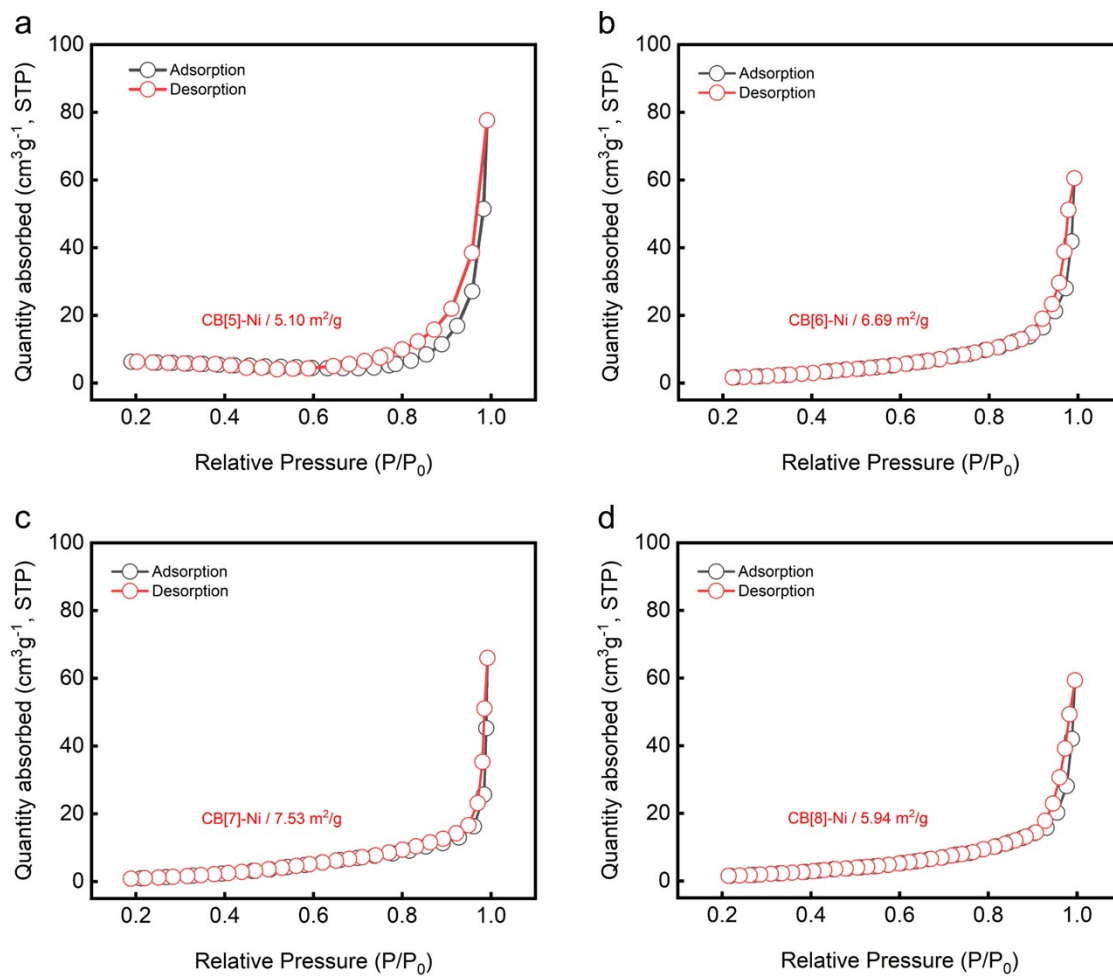 a
100
80
60
40
20
0
Quantity absorbed (cm³g⁻¹, STP)
Adsorption
Desorption
CB[5]-Ni / 5.10 m²/g
0.2 0.4 0.6 0.8 1.0
Relative Pressure (P/P₀)
b
100
80
60
40
20
0
Quantity absorbed (cm³g⁻¹, STP)
Adsorption
Desorption
CB[6]-Ni / 6.69 m²/g
0.2 0.4 0.6 0.8 1.0
Relative Pressure (P/P₀)
c
100
80
60
40
20
0
Quantity absorbed (cm³g⁻¹, STP)
Adsorption
Desorption
CB[7]-Ni / 7.53 m²/g
0.2 0.4 0.6 0.8 1.0
Relative Pressure (P/P₀)
d
100
80
60
40
20
0
Quantity absorbed (cm³g⁻¹, STP)
Adsorption
Desorption
CB[8]-Ni / 5.94 m²/g
0.2 0.4 0.6 0.8 1.0
Relative Pressure (P/P₀)